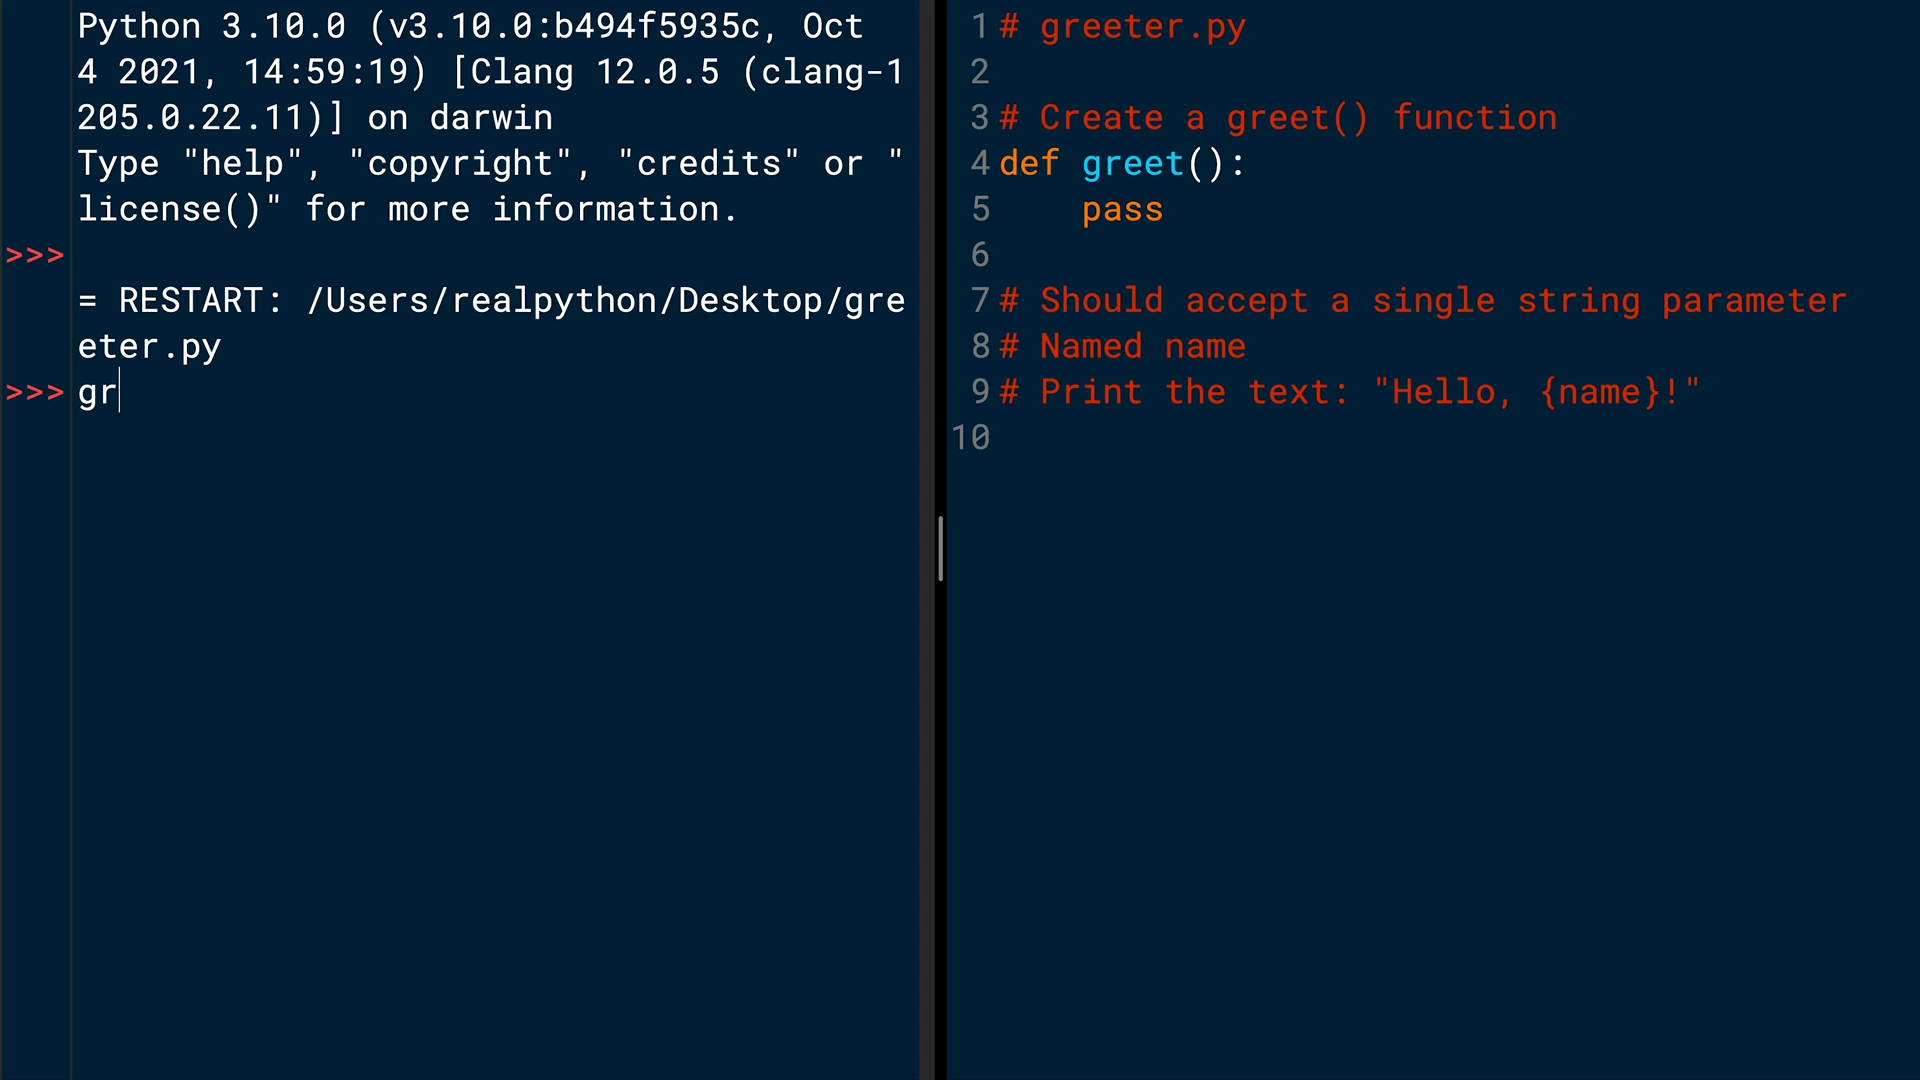 Python 3.10.0 (v3.10.0:b494f5935c, Oct
4 2021, 14:59:19) [Clang 12.0.5 (clang-1
205.0.22.11)] on darwin
Type "help", "copyright", "credits" or "
license()" for more information.
>>>
= RESTART: /Users/realpython/Desktop/gre
eter.py
>>> gr
1 # greeter.py
2
3 # Create a greet() function
4 def greet():
5     pass
6
7 # Should accept a single string parameter
8 # Named name
9 # Print the text: "Hello, {name}!"
10